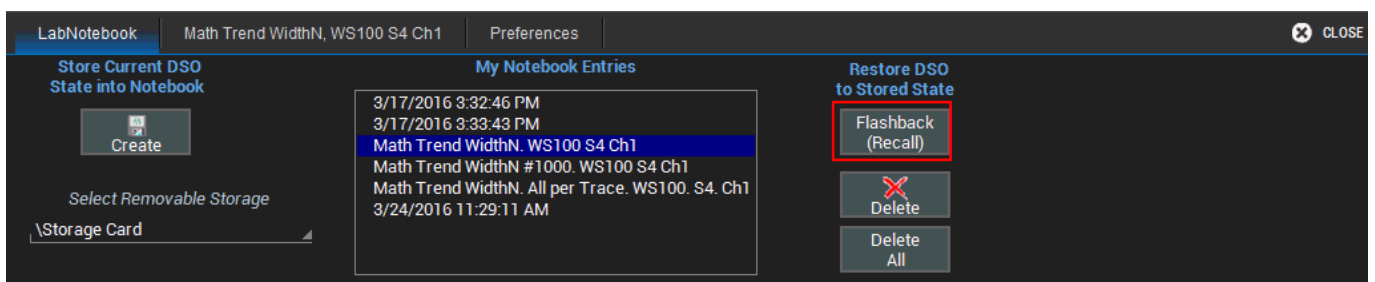 LabNotebook
Math Trend WidthN, WS100 S4 Ch1
Preferences
CLOSE
Store Current DSO
State into Notebook
Create
Select Removable Storage
\Storage Card
My Notebook Entries
3/17/2016 3:32:46 PM
3/17/2016 3:33:43 PM
Math Trend WidthN. WS100 S4 Ch1
Math Trend WidthN #1000. WS100 S4 Ch1
Math Trend WidthN. All per Trace. WS100. S4. Ch1
3/24/2016 11:29:11 AM
Restore DSO
to Stored State
Flashback
(Recall)
Delete
Delete
All